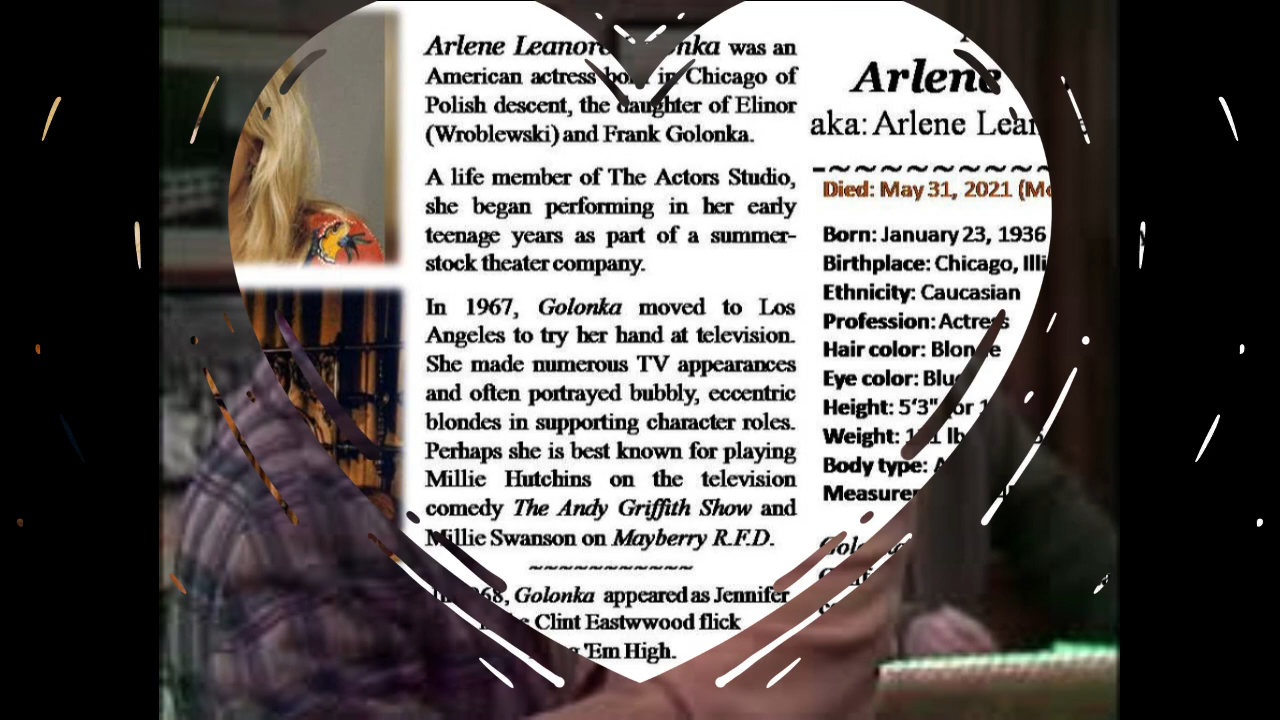 Arlene Leanore was an
American actress born in Chicago of
Polish descent, the daughter of Elinor
(Wroblewski) and Frank Golonka.
A life member of The Actors Studio,
she began performing in her early
teenage years as part of a summer-
stock theater company.
In 1967, Golonka moved to Los
Angeles to try her hand at television.
She made numerous TV appearances
and often portrayed bubbly, eccentric
blondes in supporting character roles.
Perhaps she is best known for playing
Millie Hutchins on the television
comedy The Andy Griffith Show and
Millie Swanson on Mayberry R.F.D.
~~~~~~~~~~~
Golonka appeared as Jennifer
Clint Eastwwood flick
'Em High.
Arlene
aka: Arlene
-~~~~~~~~~~
Died: May 31, 2021
Born: January 23, 1936
Birthplace: Chicago,
Ethnicity: Caucasian
Profession: Actress
Hair color: Blonde
Eye color:
Height: 5'3" or
Weight: lb
Body type: